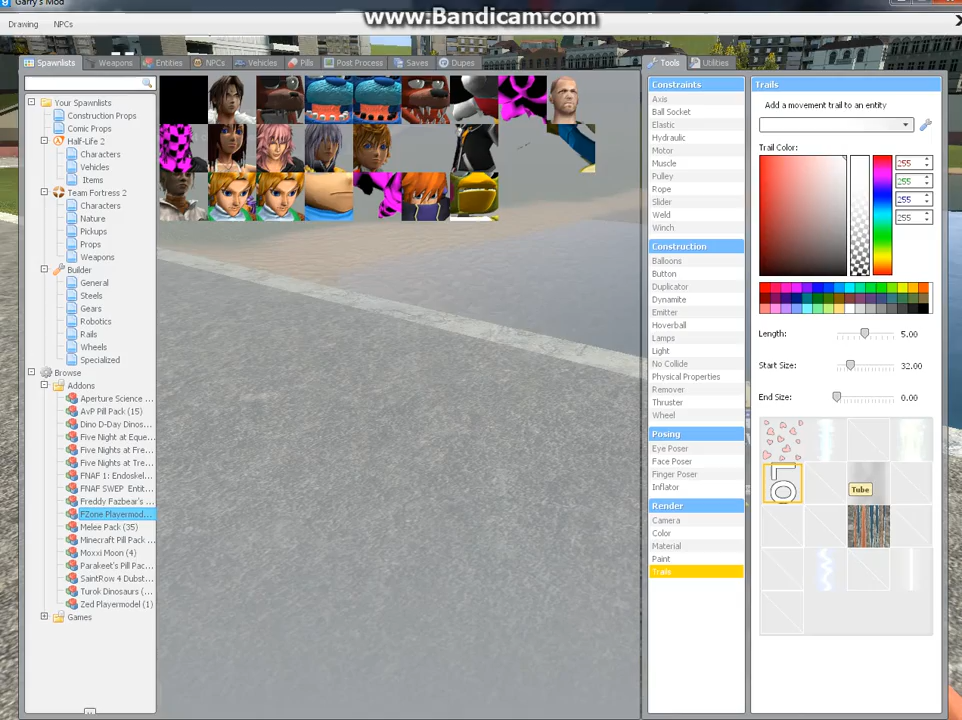 Garry's Mod
www.Bandicam.com
Drawing NPCs
Spawnlists Weapons Entities NPCs Vehicles Pills Post Process Saves Dupes
Your Spawnlists
Construction Props
Comic Props
Half-Life 2
Characters
Vehicles
Items
Team Fortress 2
Characters
Nature
Pickups
Props
Weapons
Builder
General
Steels
Gears
Robotics
Rails
Wheels
Specialized
Browse
Addons
Aperture Science ...
AvP Pill Pack (15)
Dino D-Day Dinos...
Five Night at Eque...
Five Nights at Fre...
Five Nights at Tre...
FNAF 1: Endoskel...
FNAF SWEP Entit...
Freddy Fazbear's ...
FZone Playermod...
Melee Pack (35)
Minecraft Pill Pack ...
Moxxi Moon (4)
Parakeet's Pill Pac...
SaintRow 4 Dubst...
Turok Dinosaurs (...
Zed Playermodel (1)
Games
Tools Utilities
Constraints
Axis
Ball Socket
Elastic
Hydraulic
Motor
Muscle
Pulley
Rope
Slider
Weld
Winch
Construction
Balloons
Button
Duplicator
Dynamite
Emitter
Hoverball
Lamps
Light
No Collide
Physical Properties
Remover
Thruster
Wheel
Posing
Eye Poser
Face Poser
Finger Poser
Inflator
Render
Camera
Color
Material
Paint
Trails
Trails
Add a movement trail to an entity
Trail Color:
255
255
255
255
Length: 5.00
Start Size: 32.00
End Size: 0.00
Tube